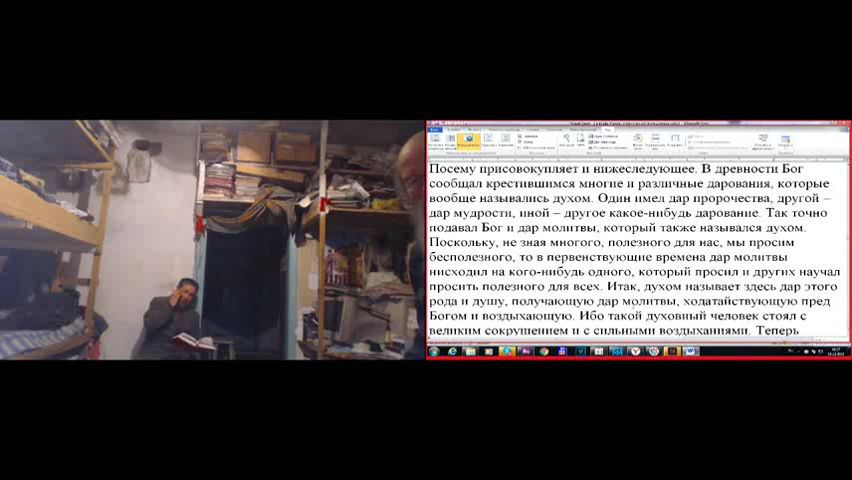 Посему присовокупляет и нижеследующее. В древности Бог
сообщал крестившимся многие и различные дарования, которые
вообще назывались духом. Один имел дар пророчества, другой –
дар мудрости, иной – другое какое-нибудь дарование. Так точно
подавал Бог и дар молитвы, который также назывался духом.
Поскольку, не зная многого, полезного для нас, мы просим
бесполезного, то в первенствующие времена дар молитвы
нисходил на кого-нибудь одного, который просил и других научал
просить полезного для всех. Итак, духом называет здесь дар этого
рода и душу, получающую дар молитвы, ходатайствующую пред
Богом и воздыхающую. Ибо такой духовный человек стоял с
великим сокрушением и с сильными воздыханиями. Теперь